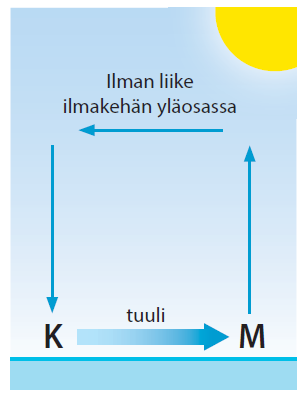 Ilman liike
ilmakehän yläosassa
tuuli
K
M